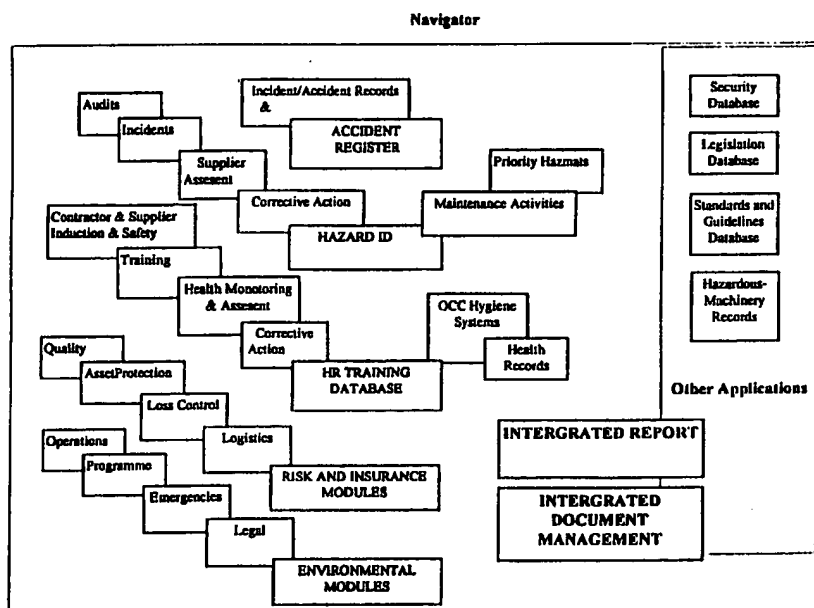 Navigator
Audits
Incidents
Supplier
Assesent
Corrective Action
HAZARD ID
Incident/Accident Records
&
ACCIDENT
REGISTER
Priority Hazmats
Maintenance Activities
Contractor & Supplier
Induction & Safety
Training
Health Monotoring
& Assesent
Corrective
Action
HR TRAINING
DATABASE
OCC Hygiene
Systems
Health
Records
Quality
AssetProtection
Loss Control
Logistics
RISK AND INSURANCE
MODULES
Operations
Programme
Emergencies
Legal
ENVIRONMENTAL
MODULES
Security
Database
Legislation
Database
Standards and
Guidelines
Database
Hazardous-
Machinery
Records
Other Applications
INTERGRATED REPORT
INTERGRATED
DOCUMENT
MANAGEMENT